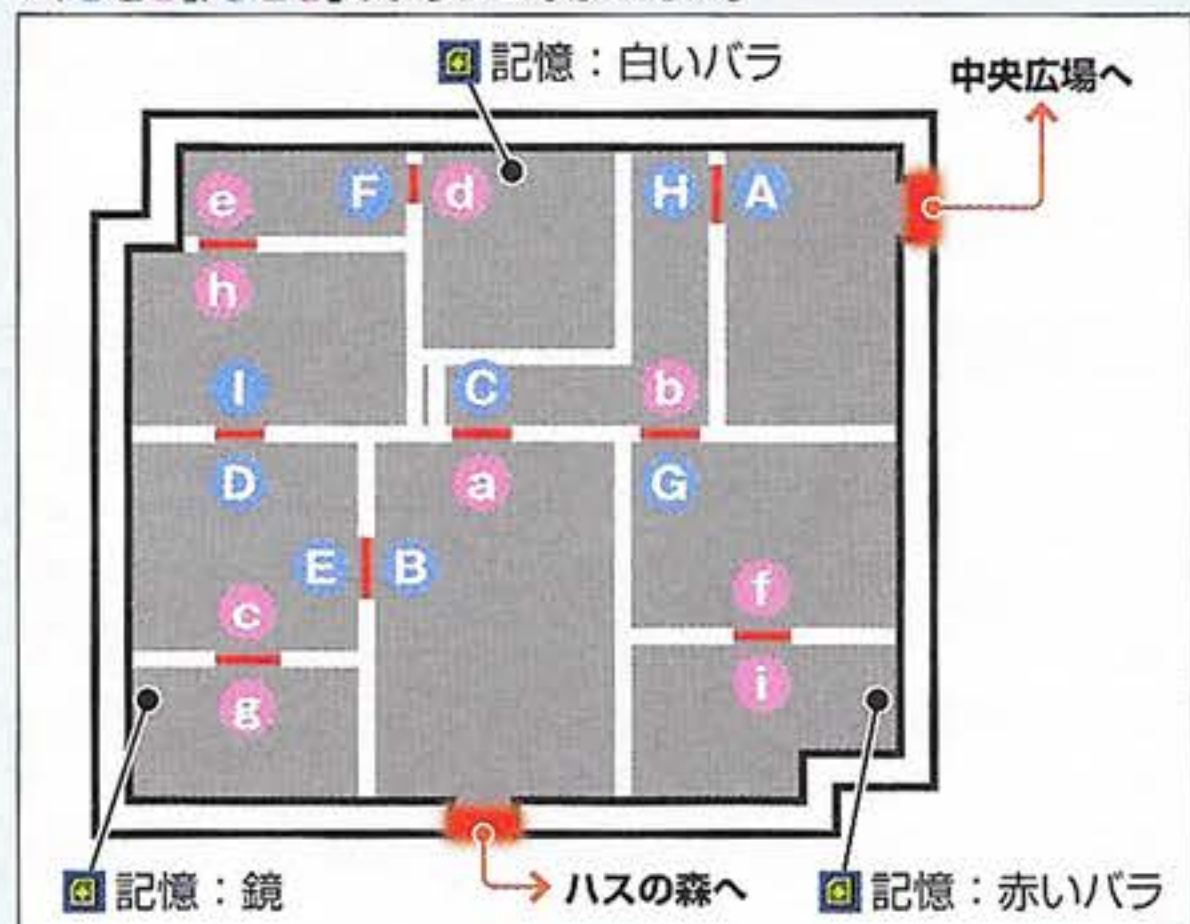 記憶：白いバラ
中央広場へ
F d H A
e
h
I C b
D a G
E B
c f
g i
記憶：鏡
ハスの森へ
記憶：赤いバラ